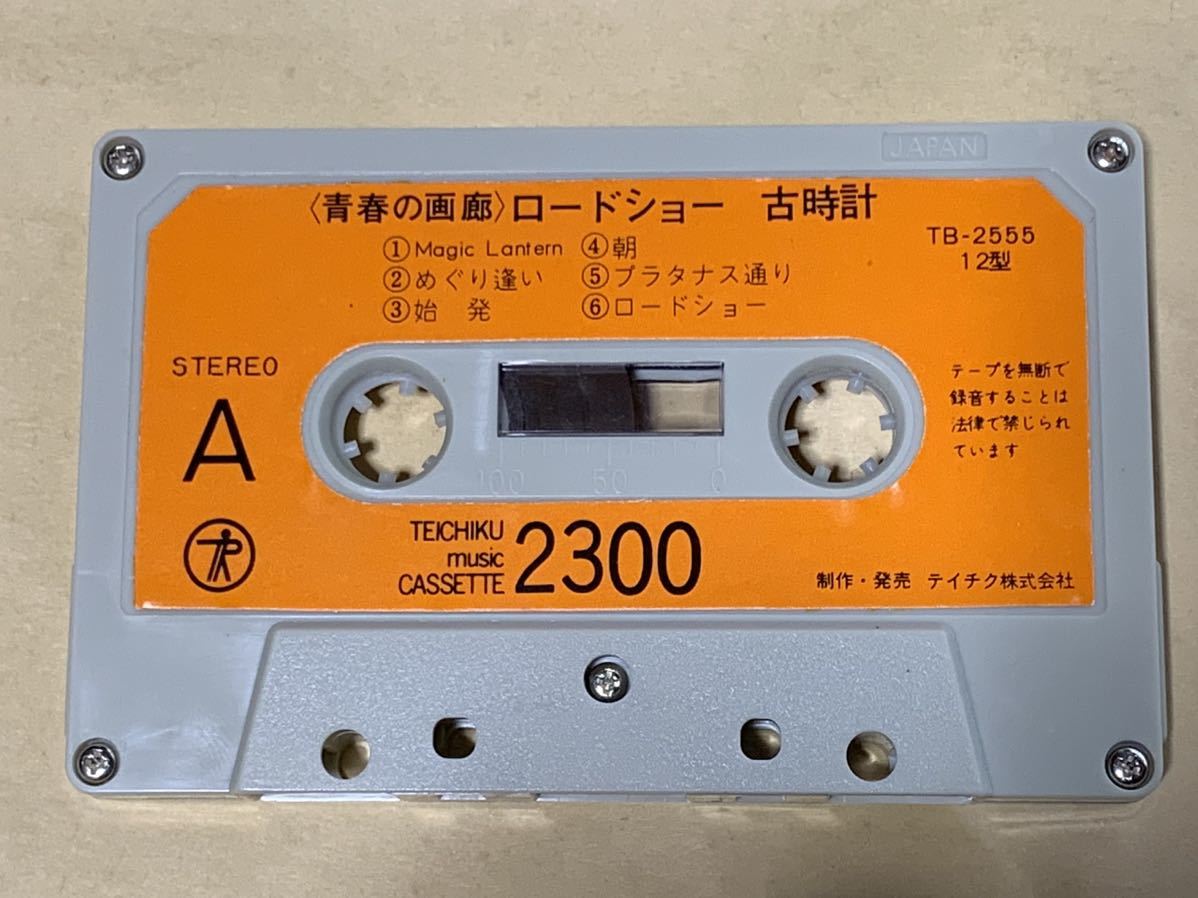 JAPAN
〈青春の画廊〉ロードショー 古時計
①Magic Lantern
②めぐり逢い
③始 発
④朝
⑤プラタナス通り
⑥ロードショー
TB-2555
12型
STEREO
A
テープを無断で
録音することは
法律で禁じられ
ています
100 50 0
TEICHIKU
music
CASSETTE
2300
制作・発売 テイチク株式会社